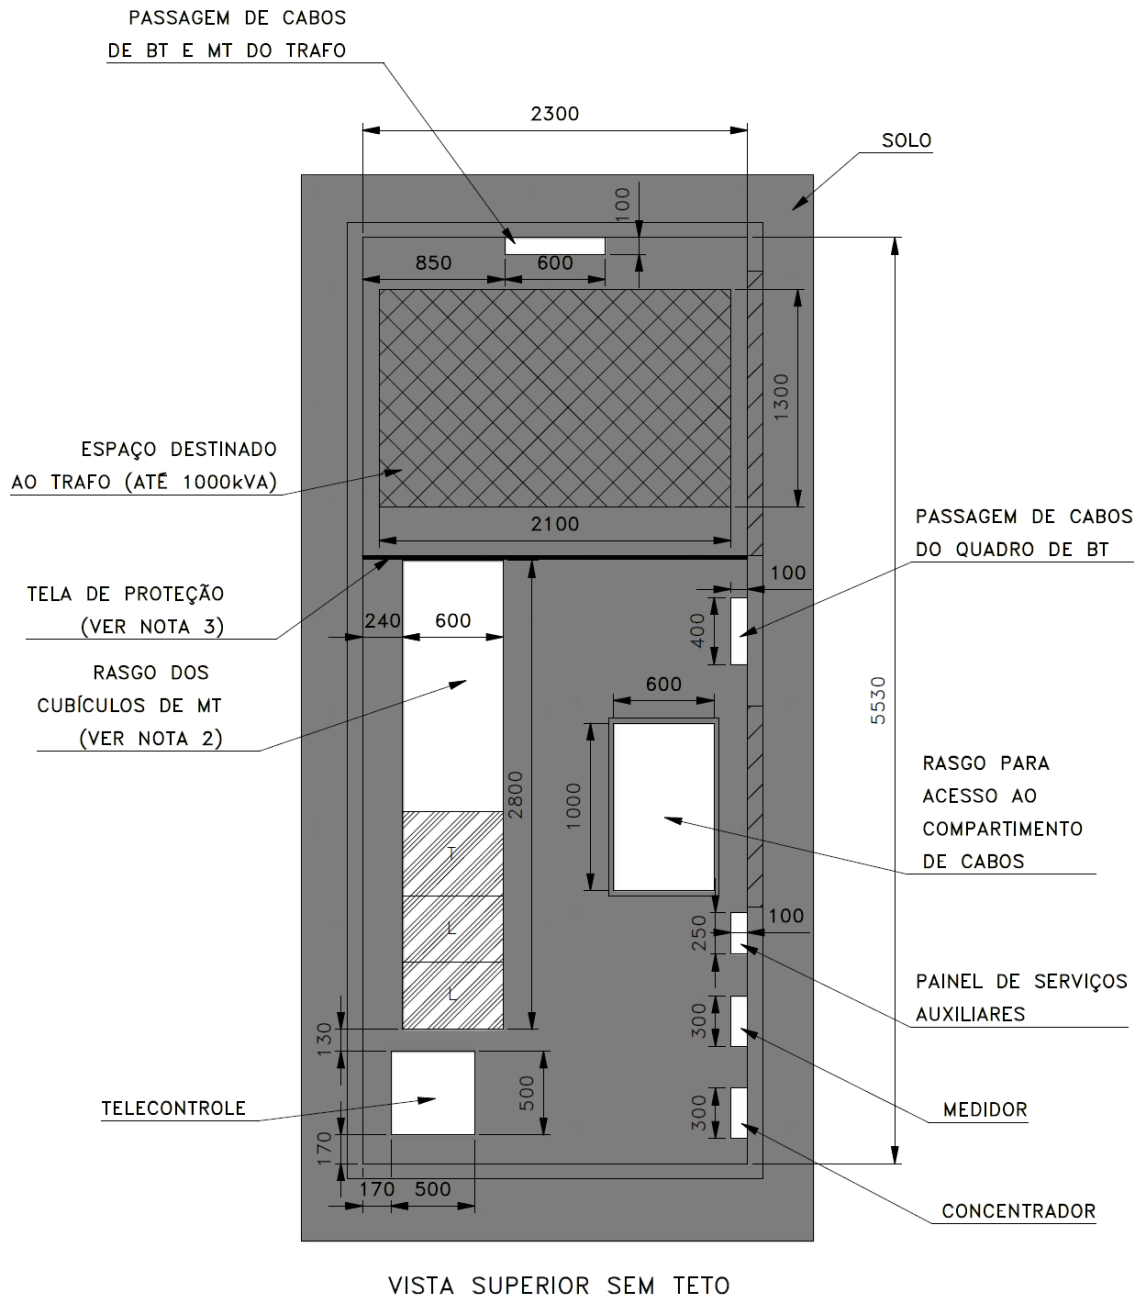 PASSAGEM DE CABOS
DE BT E MT DO TRAFO
2300
SOLO
100
850
600
1300
ESPAÇO DESTINADO
AO TRAFO (ATÉ 1000kVA)
2100
PASSAGEM DE CABOS
DO QUADRO DE BT
100
TELA DE PROTEÇÃO
(VER NOTA 3)
240
600
400
RASGO DOS
CUBÍCULOS DE MT
(VER NOTA 2)
600
5530
2800
1000
RASGO PARA
ACESSO AO
COMPARTIMENTO
DE CABOS
T
L
L
250
100
PAINEL DE SERVIÇOS
AUXILIARES
300
130
500
TELECONTROLE
300
MEDIDOR
170
170
500
CONCENTRADOR
VISTA SUPERIOR SEM TETO